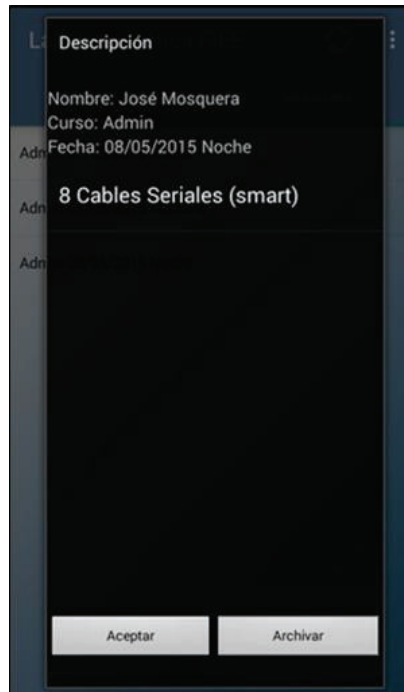 Descripción
Nombre: José Mosquera
Curso: Admin
Fecha: 08/05/2015 Noche
8 Cables Seriales (smart)
Aceptar
Archivar